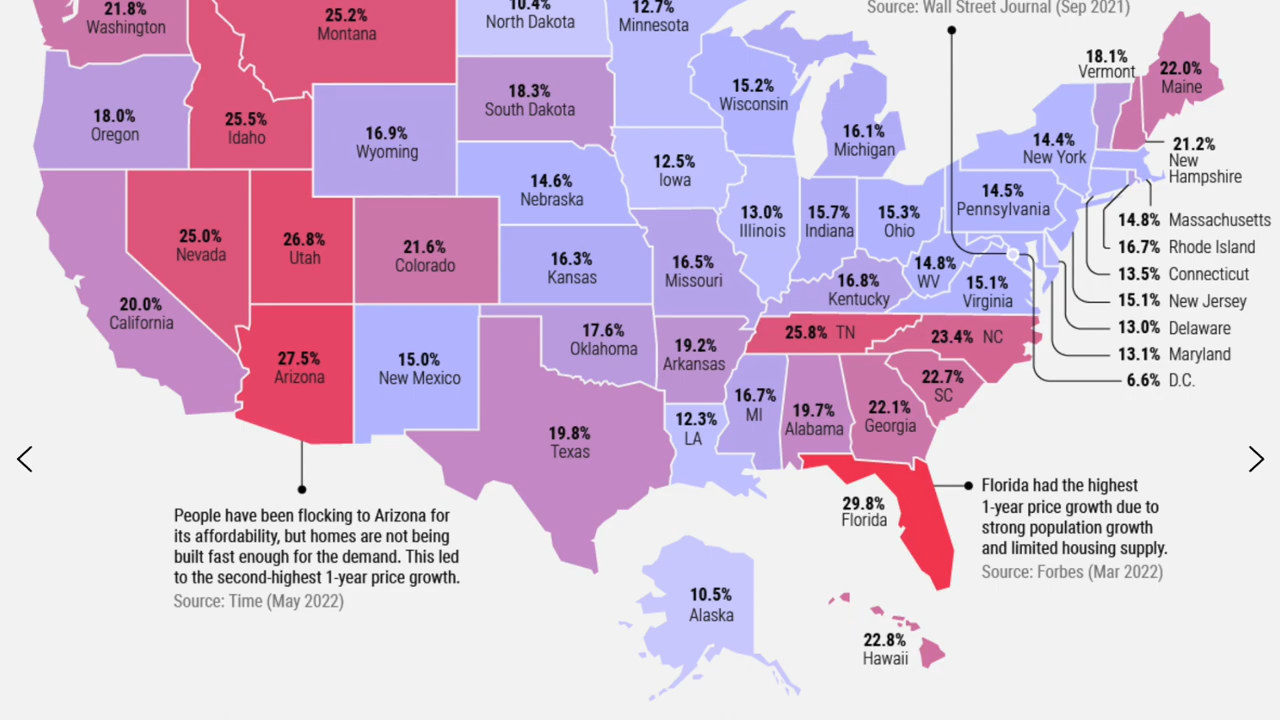 Source: Wall Street Journal (Sep 2021)
21.8%
Washington
25.2%
Montana
10.4%
North Dakota
12.7%
Minnesota
18.1%
Vermont
22.0%
Maine
18.0%
Oregon
25.5%
Idaho
16.9%
Wyoming
18.3%
South Dakota
15.2%
Wisconsin
16.1%
Michigan
14.4%
New York
21.2%
New
Hampshire
12.5%
Iowa
14.6%
Nebraska
14.5%
Pennsylvania
13.0%
Illinois
15.7%
Indiana
15.3%
Ohio
14.8% Massachusetts
16.7% Rhode Island
13.5% Connecticut
15.1% New Jersey
13.0% Delaware
13.1% Maryland
6.6% D.C.
25.0%
Nevada
26.8%
Utah
21.6%
Colorado
16.3%
Kansas
16.5%
Missouri
16.8%
Kentucky
14.8%
WV
15.1%
Virginia
20.0%
California
27.5%
Arizona
15.0%
New Mexico
17.6%
Oklahoma
19.2%
Arkansas
25.8% TN
23.4% NC
22.7%
SC
16.7%
MI
19.7%
Alabama
22.1%
Georgia
12.3%
LA
19.8%
Texas
29.8%
Florida
People have been flocking to Arizona for
its affordability, but homes are not being
built fast enough for the demand. This led
to the second-highest 1-year price growth.
Source: Time (May 2022)
Florida had the highest
1-year price growth due to
strong population growth
and limited housing supply.
Source: Forbes (Mar 2022)
10.5%
Alaska
22.8%
Hawaii